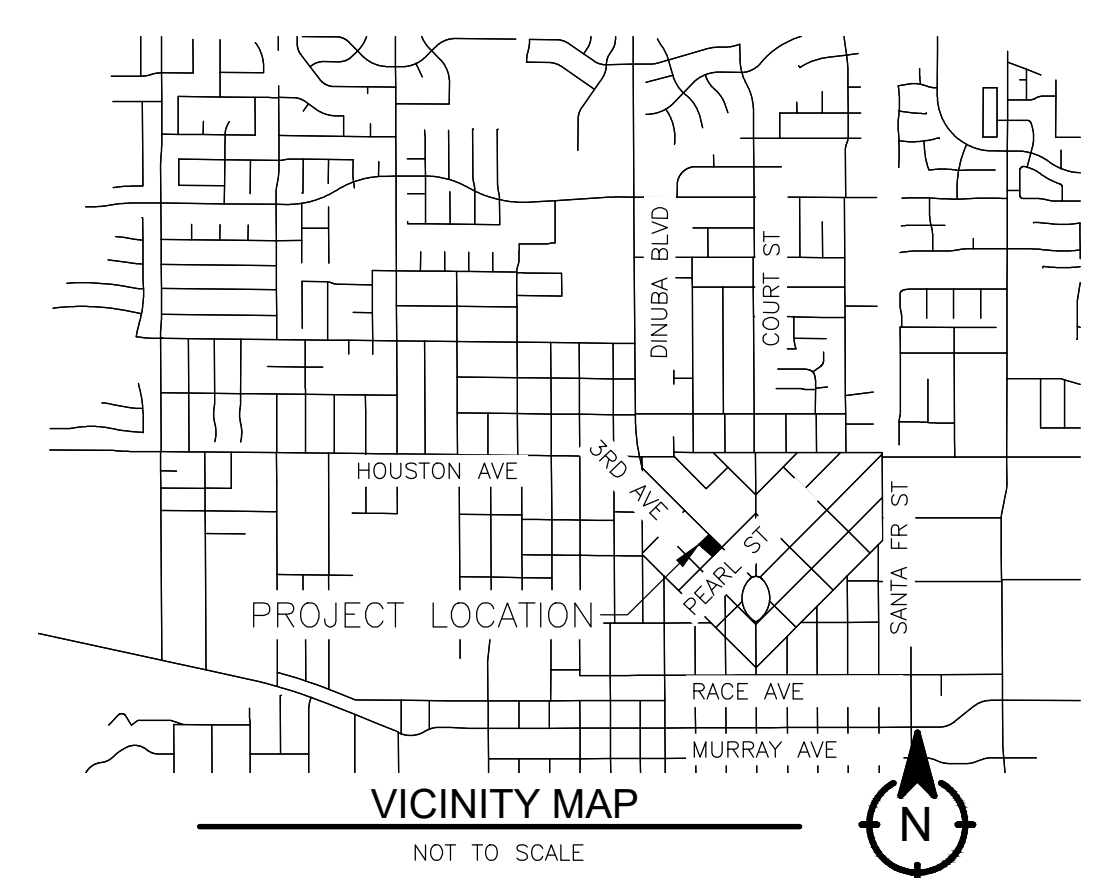 DINUBA BLVD
COURT ST
HOUSTON AVE
3RD AVE
SANTA FR ST
PEARL ST
PROJECT LOCATION
RACE AVE
MURRAY AVE
VICINITY MAP
NOT TO SCALE
N